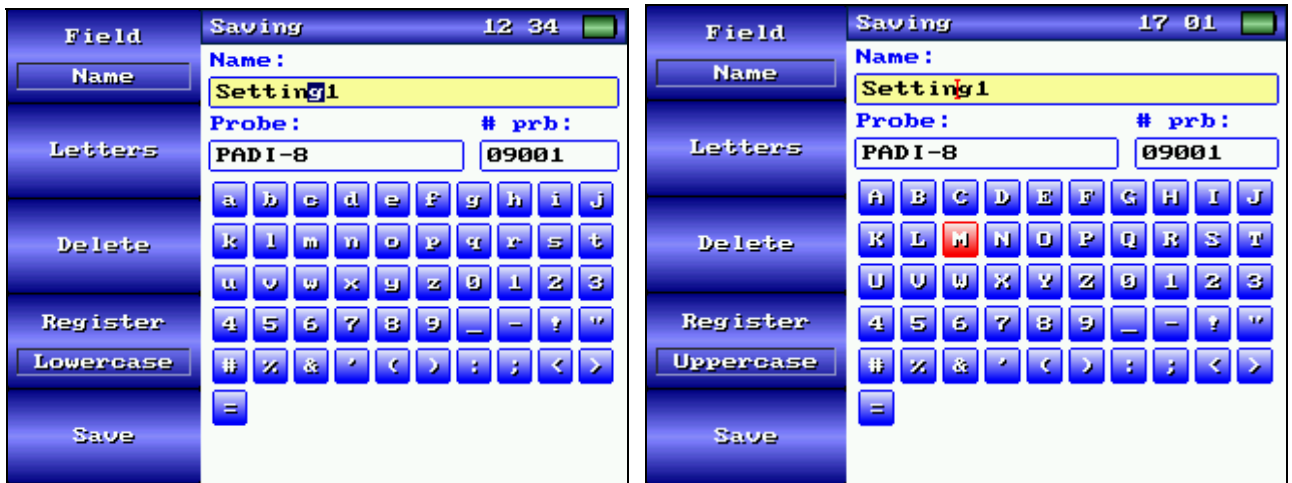 Field
Name
Letters
Delete
Register
Lowercase
Save
Saving 12 34
Name:
Setting1
Probe: # prb:
PADI-8 09001
a b c d e f g h i j
k l m n o p q r s t
u v w x y z 0 1 2 3
4 5 6 7 8 9 _ - ? "
# % & ' ( ) : ; < >
=
Field
Name
Letters
Delete
Register
Uppercase
Save
Saving 17 01
Name:
Setting1
Probe: # prb:
PADI-8 09001
A B C D E F G H I J
K L M N O P Q R S T
U V W X Y Z 0 1 2 3
4 5 6 7 8 9 _ - ? "
# % & ' ( ) : ; < >
=